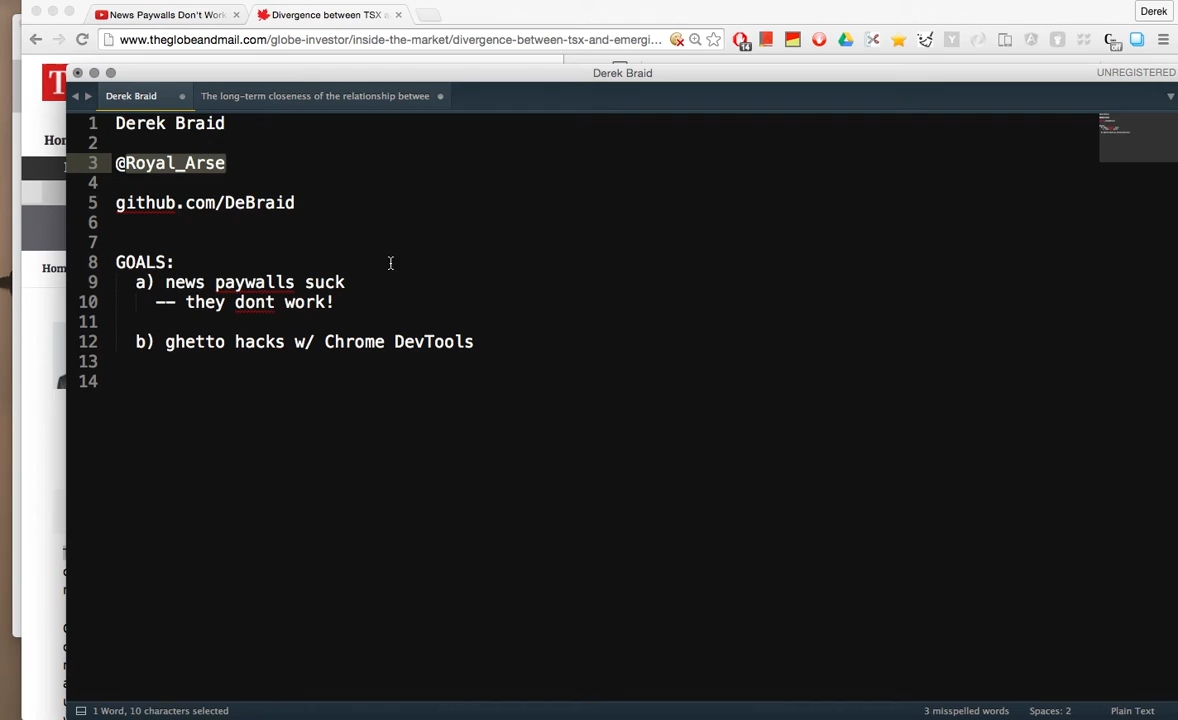 News Paywalls Don't Work
Divergence between TSX a
Derek
www.theglobeandmail.com/globe-investor/inside-the-market/divergence-between-tsx-and-emergi...
14
Off
Derek Braid
UNREGISTERED
Derek Braid
The long-term closeness of the relationship betwee
1 Derek Braid
2
3 @Royal_Arse
4
5 github.com/DeBraid
6
7
8 GOALS:
9 a) news paywalls suck
10 -- they dont work!
11
12 b) ghetto hacks w/ Chrome DevTools
13
14
Hon
Hom
1 Word, 10 characters selected
3 misspelled words
Spaces: 2
Plain Text